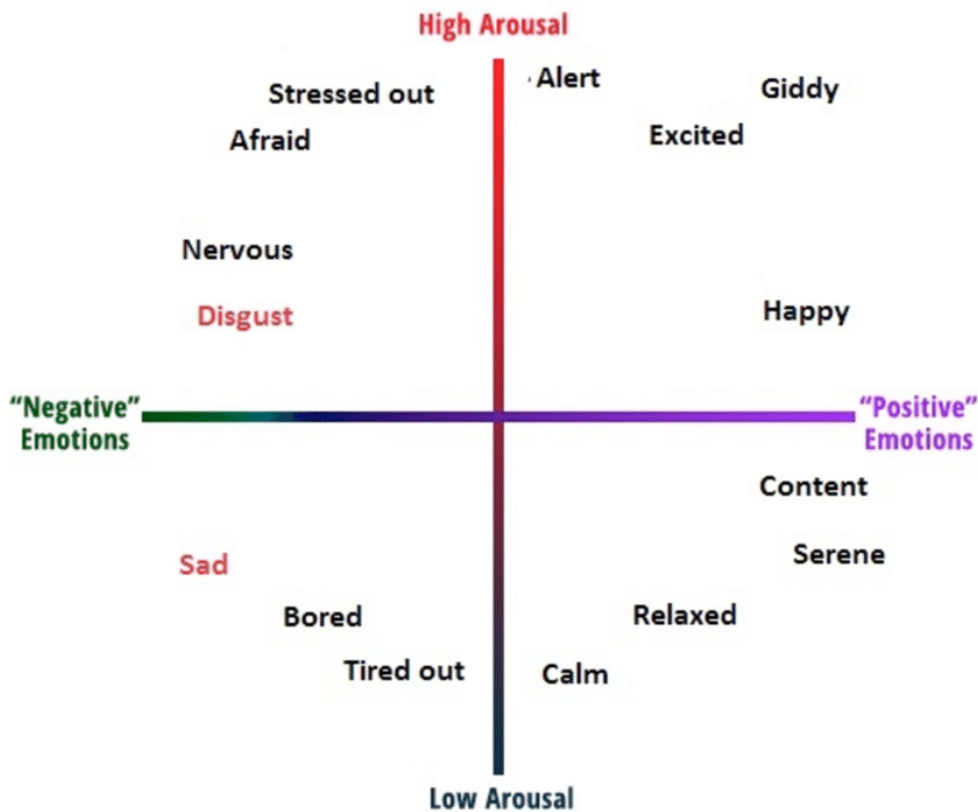 High Arousal
Alert
Giddy
Stressed out
Excited
Afraid
Nervous
Happy
Disgust
“Negative”
Emotions
“Positive”
Emotions
Content
Serene
Sad
Bored
Relaxed
Tired out
Calm
Low Arousal